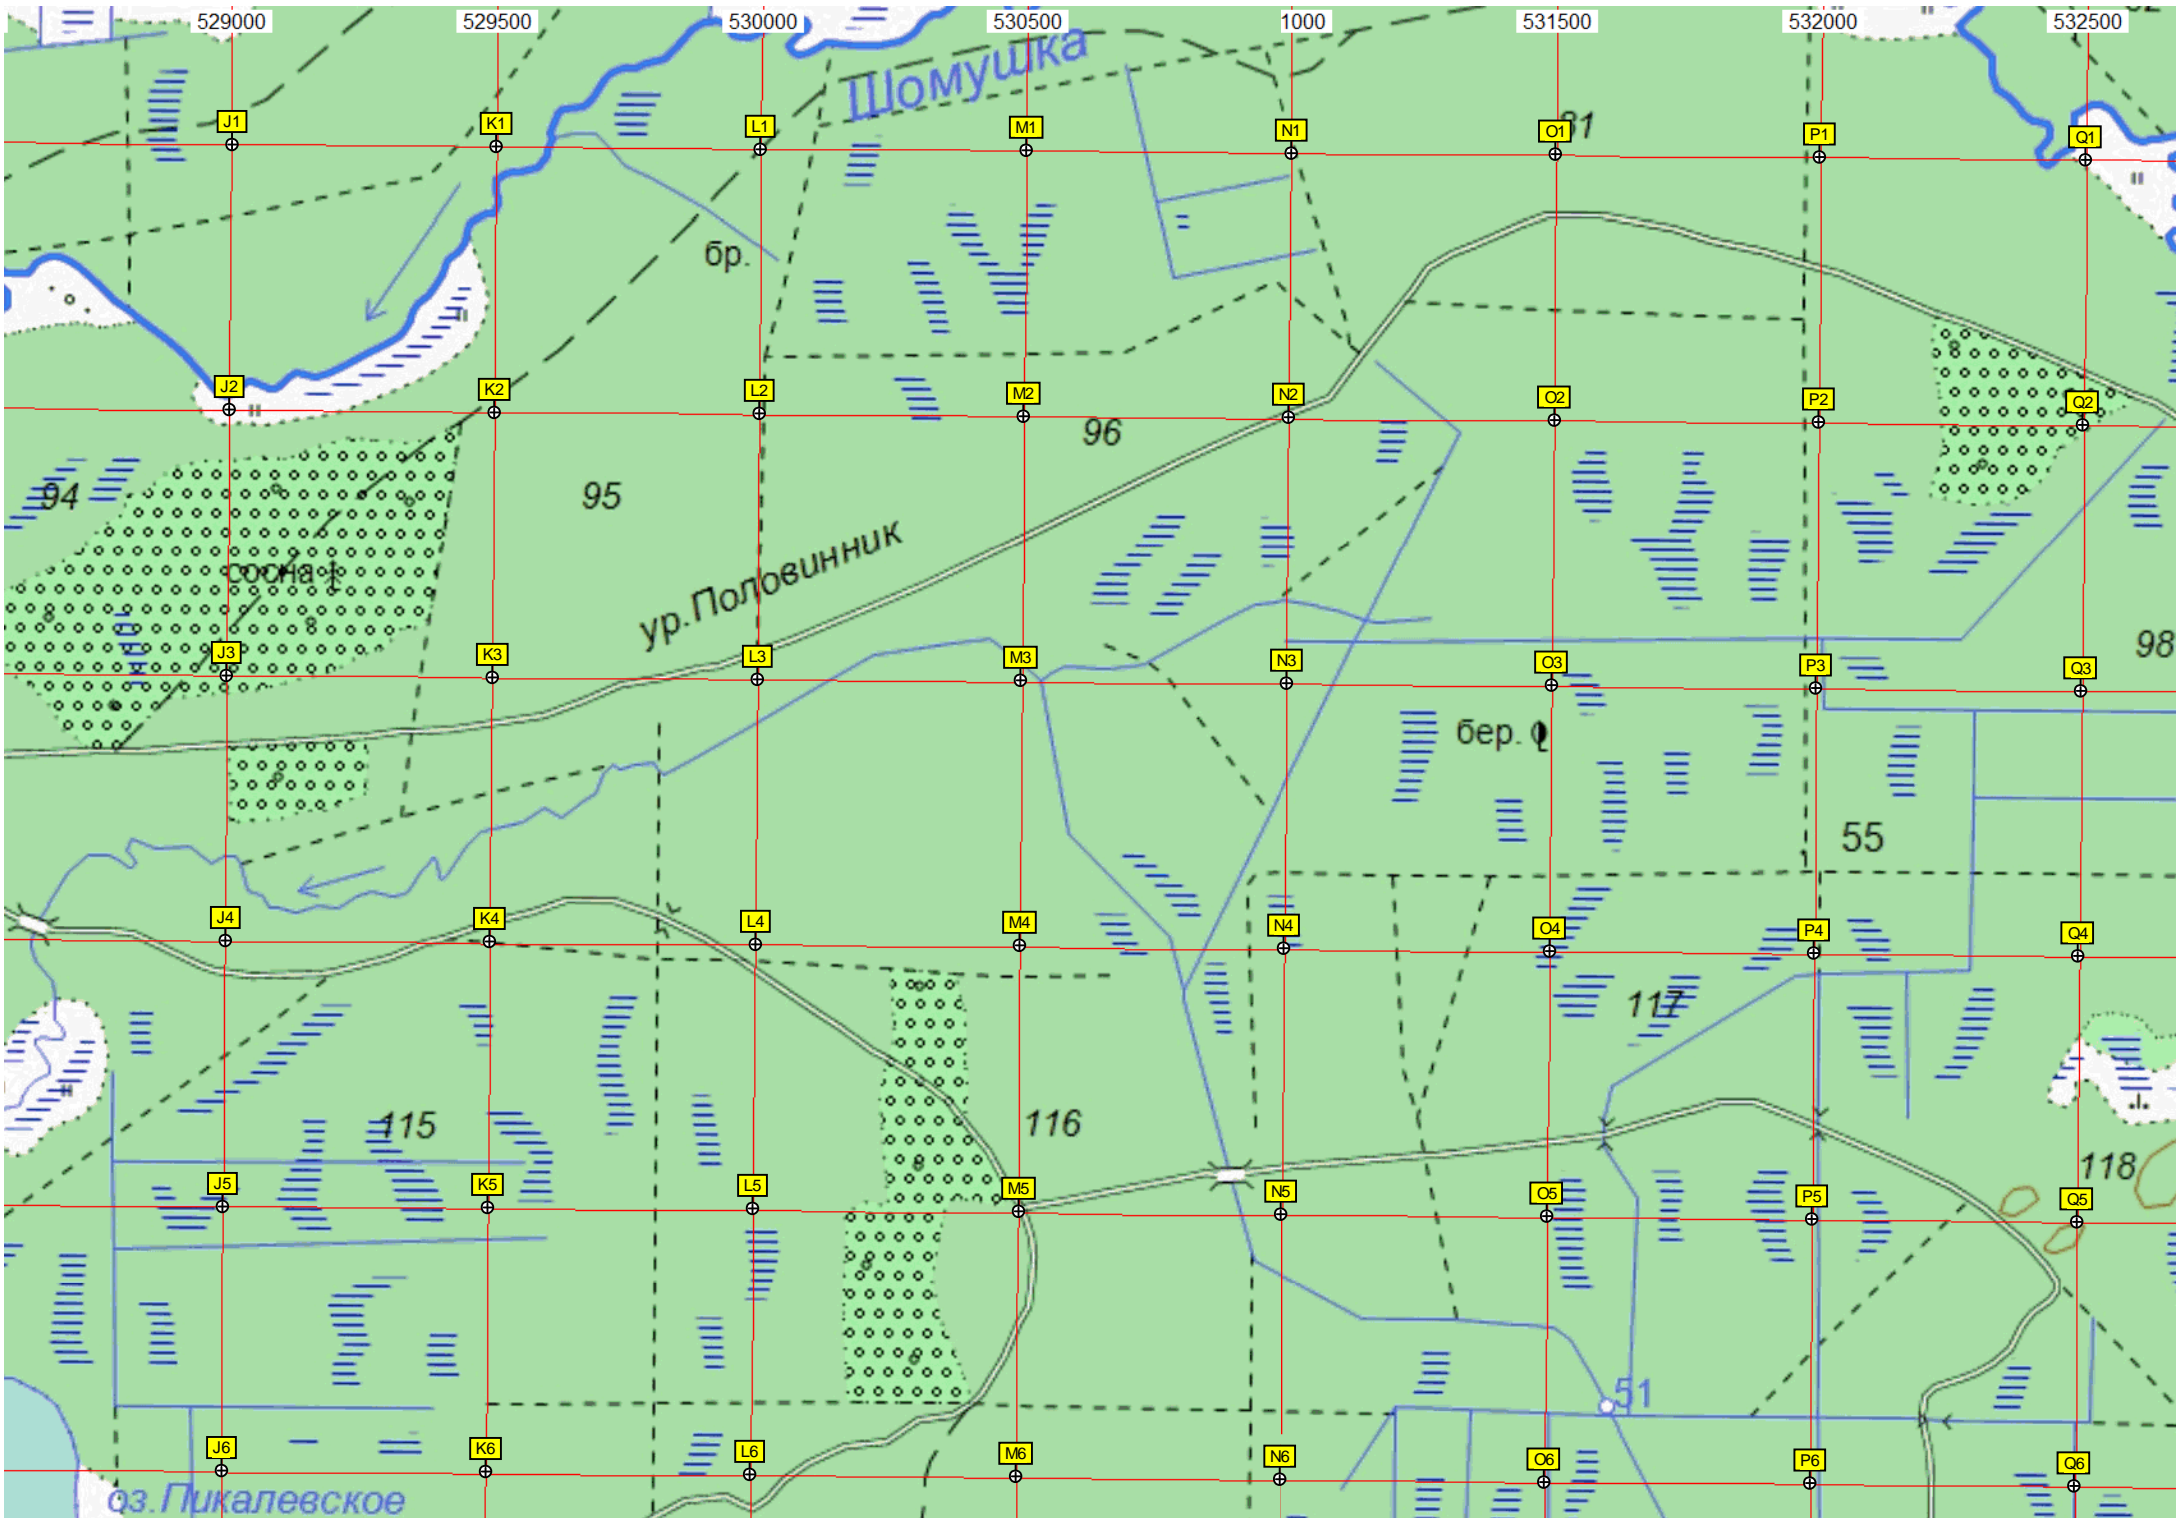 529000 529500 530000 530500 1000 531500 532000 532500
Шомушка
J1 K1 L1 M1 N1 O1 P1 Q1
81
бр.
J2 K2 L2 M2 N2 O2 P2 Q2
96
94 95
ур.Половинник
сосна
98
J3 K3 L3 M3 N3 O3 P3 Q3
бер.
55
J4 K4 L4 M4 N4 O4 P4 Q4
117
115 116
118
J5 K5 L5 M5 N5 O5 P5 Q5
51
J6 K6 L6 M6 N6 O6 P6 Q6
оз.Пикалевское